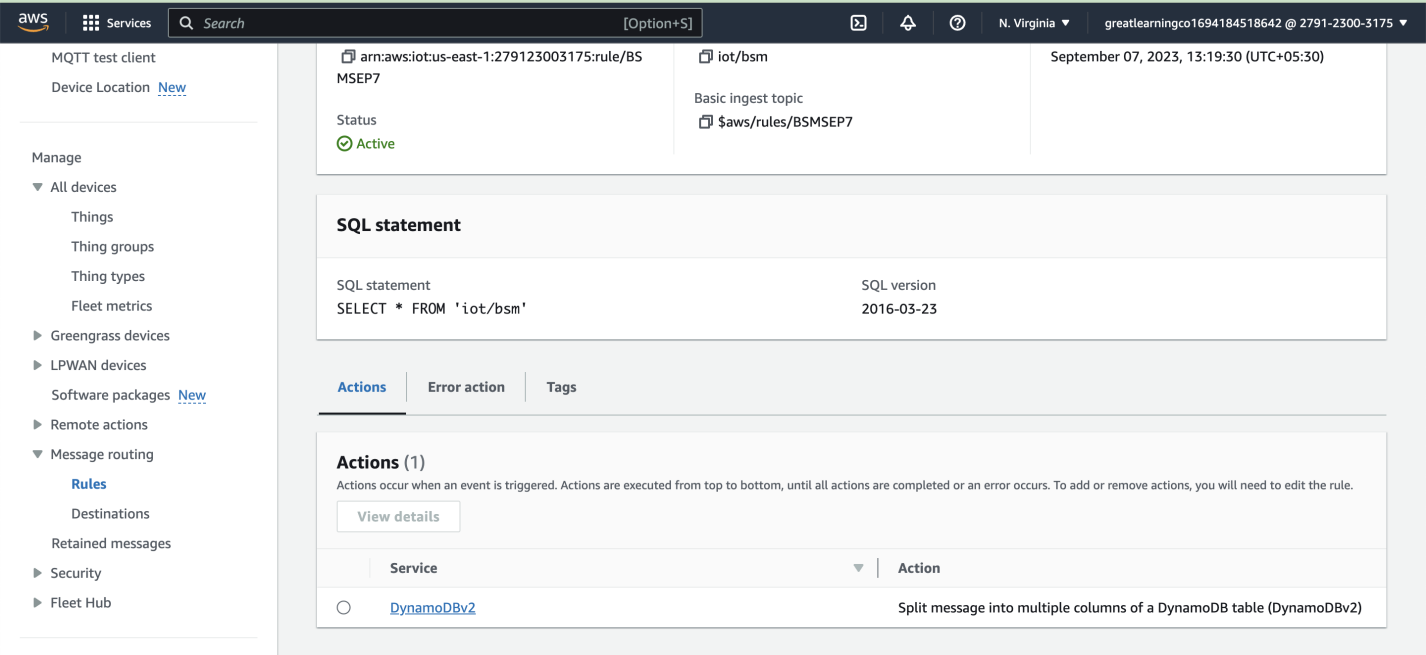 aws
Services
Search
[Option+S]
N. Virginia
greatlearningco1694184518642 @ 2791-2300-3175
MQTT test client
Device Location New
Manage
All devices
Things
Thing groups
Thing types
Fleet metrics
Greengrass devices
LPWAN devices
Software packages New
Remote actions
Message routing
Rules
Destinations
Retained messages
Security
Fleet Hub
arn:aws:iot:us-east-1:279123003175:rule/BS
MSEP7
Status
Active
iot/bsm
Basic ingest topic
$aws/rules/BSMSEP7
September 07, 2023, 13:19:30 (UTC+05:30)
SQL statement
SQL statement
SELECT * FROM 'iot/bsm'
SQL version
2016-03-23
Actions
Error action
Tags
Actions (1)
Actions occur when an event is triggered. Actions are executed from top to bottom, until all actions are completed or an error occurs. To add or remove actions, you will need to edit the rule.
View details
Service
Action
DynamoDBv2
Split message into multiple columns of a DynamoDB table (DynamoDBv2)